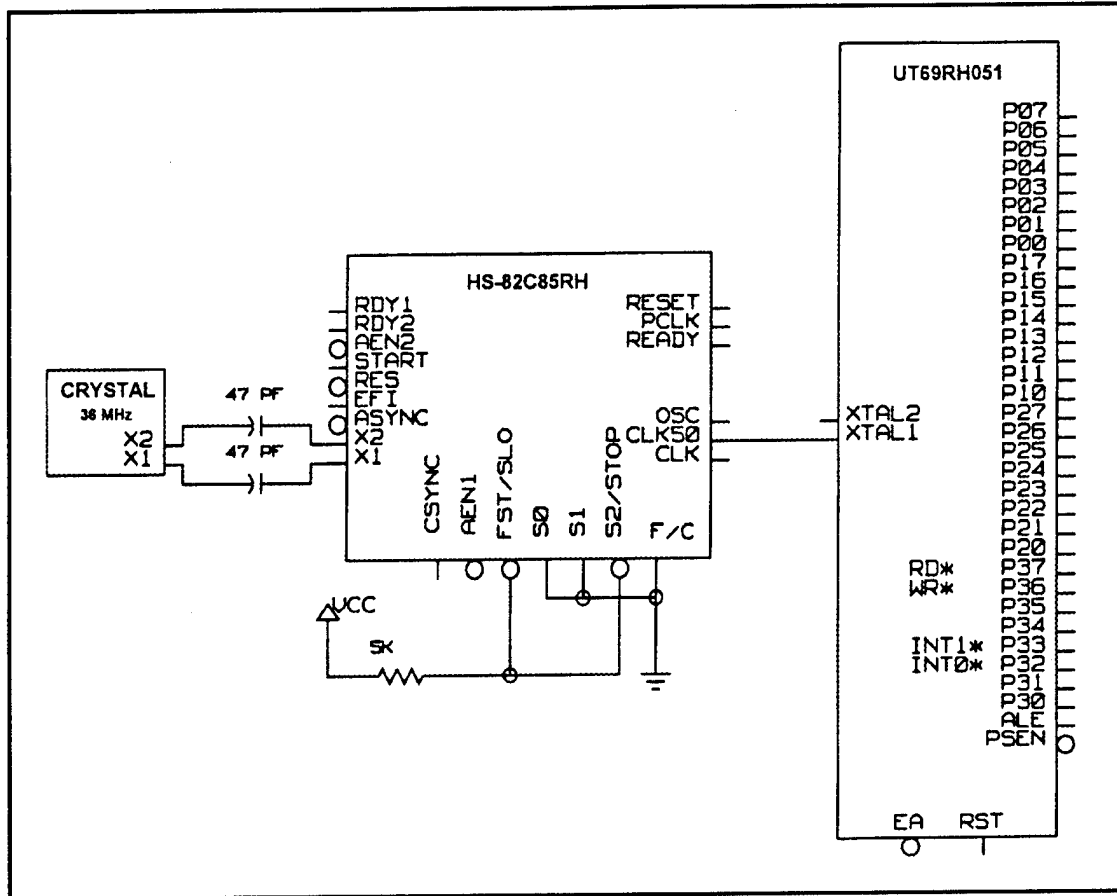 UT69RH051
P07
P06
P05
P04
P03
P02
P01
P00
P17
P16
P15
P14
P13
P12
P11
P10
P27
P26
P25
P24
P23
P22
P21
P20
P37
P36
P35
P34
P33
P32
P31
P30
ALE
PSEN
XTAL2
XTAL1
RD*
WR*
INT1*
INT0*
EA RST
HS-82C85RH
RDY1
RDY2
AEN2
START
RES
EFI
ASYNC
X2
X1
RESET
PCLK
READY
OSC
CLK50
CLK
CSYNC
AEN1
FST/SLO
S0
S1
S2/STOP
F/C
CRYSTAL
36 MHz
X2
X1
47 PF
47 PF
VCC
5K